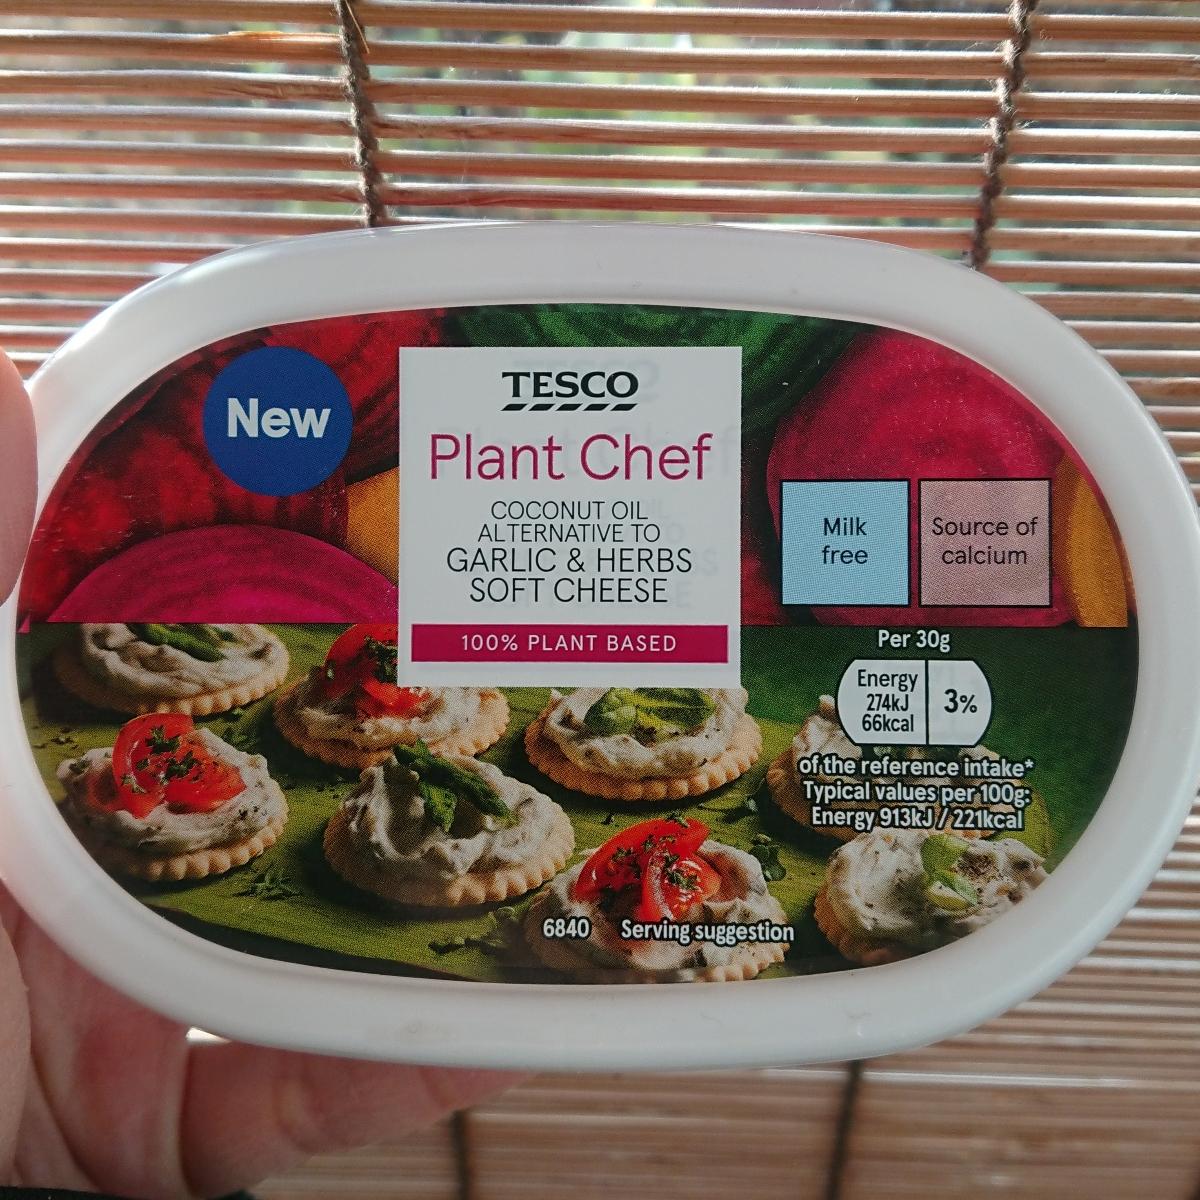 New
TESCO
Plant Chef
COCONUT OIL
ALTERNATIVE TO
GARLIC & HERBS
SOFT CHEESE
100% PLANT BASED
Milk
free
Source of
calcium
Per 30g
Energy
274kJ
66kcal
3%
of the reference intake*
Typical values per 100g:
Energy 913kJ / 221kcal
6840 Serving suggestion